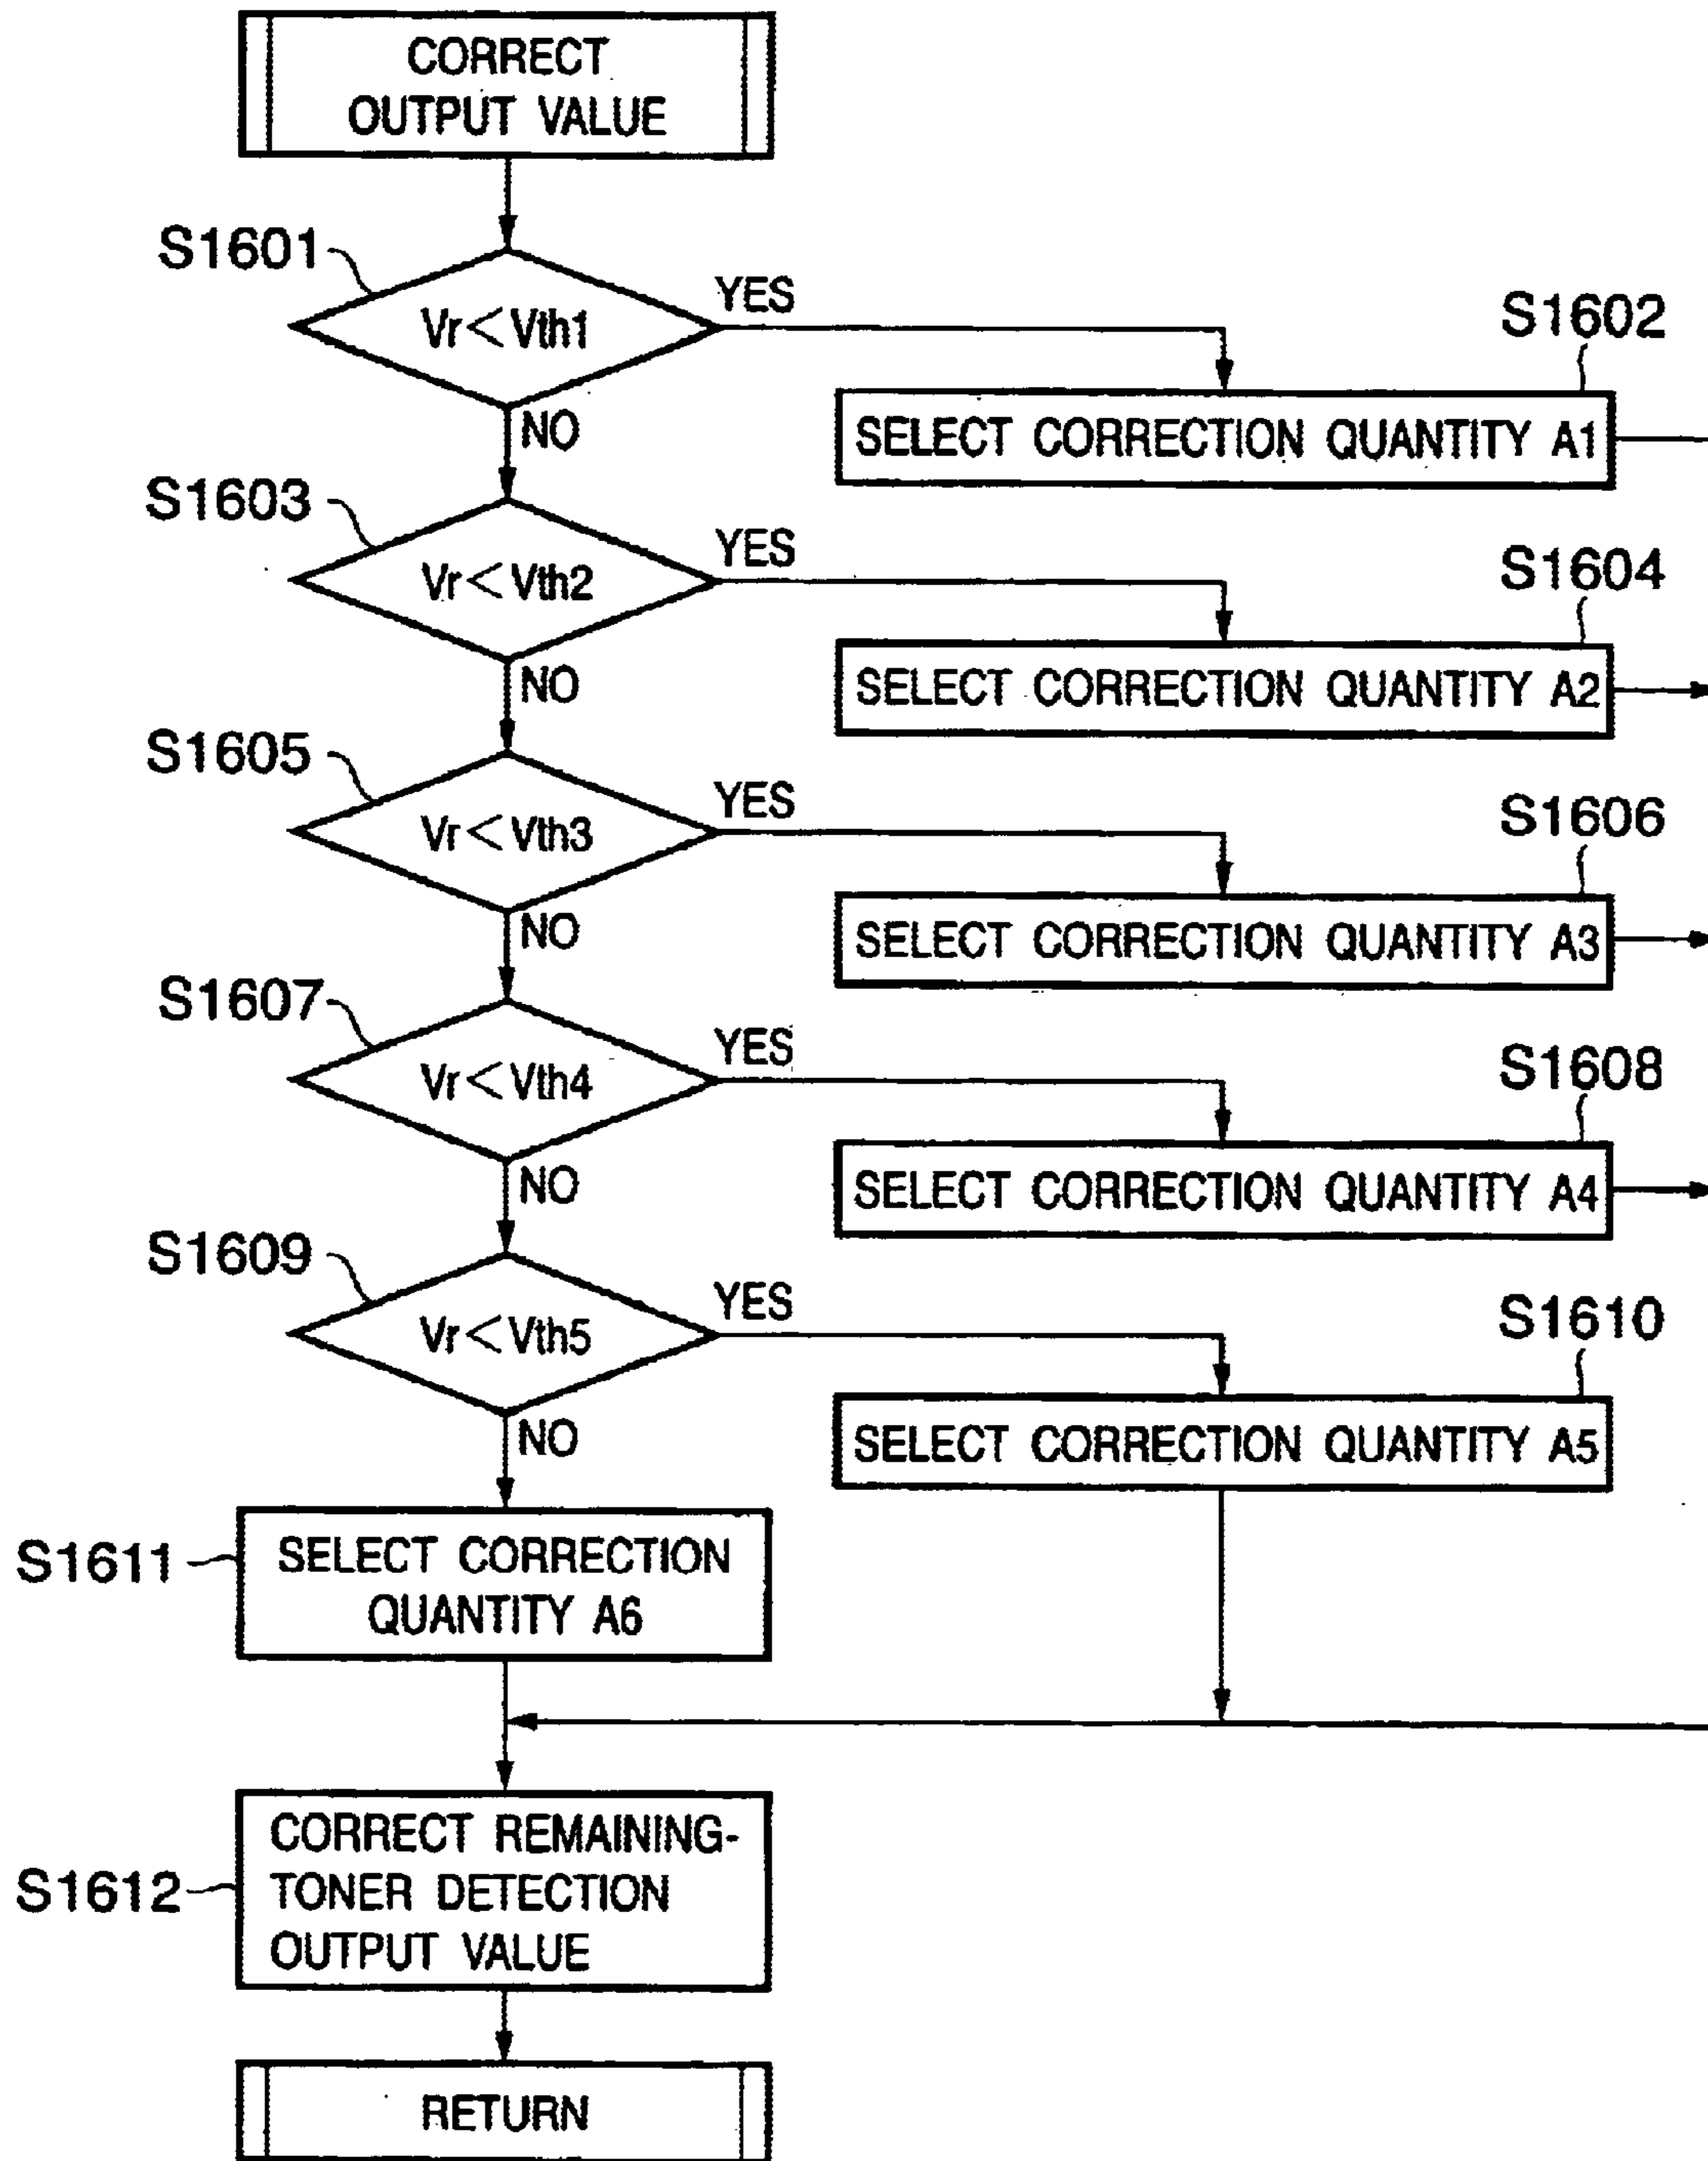 CORRECT
OUTPUT VALUE
S1601
Vr<Vth1
YES
NO
S1602
SELECT CORRECTION QUANTITY A1
S1603
Vr<Vth2
YES
NO
S1604
SELECT CORRECTION QUANTITY A2
S1605
Vr<Vth3
YES
NO
S1606
SELECT CORRECTION QUANTITY A3
S1607
Vr<Vth4
YES
NO
S1608
SELECT CORRECTION QUANTITY A4
S1609
Vr<Vth5
YES
NO
S1610
SELECT CORRECTION QUANTITY A5
S1611
SELECT CORRECTION
QUANTITY A6
S1612
CORRECT REMAINING-
TONER DETECTION
OUTPUT VALUE
RETURN